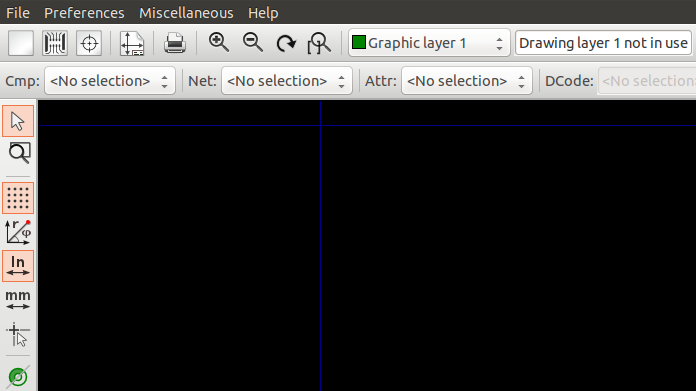 File Preferences Miscellaneous Help
Graphic layer 1 Drawing layer 1 not in use
Cmp: <No selection> Net: <No selection> Attr: <No selection> DCode: <No selection>
r
φ
In
mm